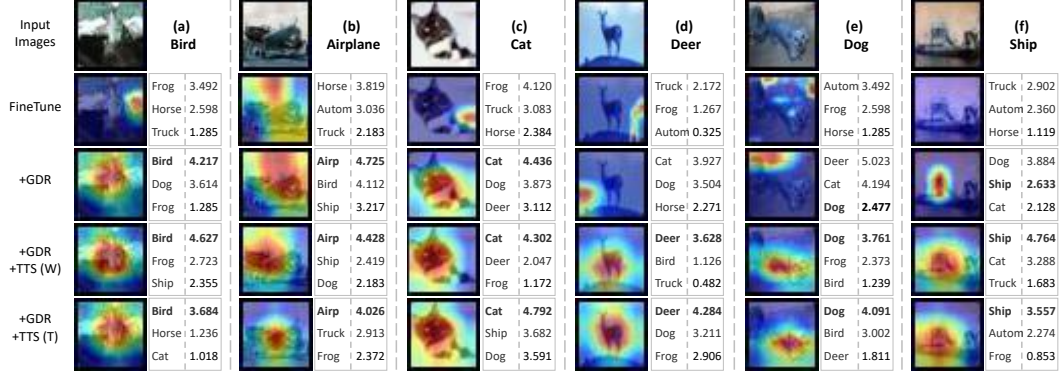 Input Images (a) Bird (b) Airplane (c) Cat (d) Deer (e) Dog (f) Ship
FineTune
Frog 3.492 Horse 3.819 Frog 4.120 Truck 2.172 Autom 3.492 Truck 2.902
Horse 2.598 Autom 3.036 Truck 3.083 Frog 1.267 Frog 2.598 Autom 2.360
Truck 1.285 Truck 2.183 Horse 2.384 Autom 0.325 Horse 1.285 Horse 1.119
+GDR
Bird 4.217 Airp 4.725 Cat 4.436 Cat 3.927 Deer 5.023 Dog 3.884
Dog 3.614 Bird 4.112 Dog 3.873 Dog 3.504 Cat 4.194 Ship 2.633
Frog 1.285 Ship 3.217 Deer 3.112 Horse 2.271 Dog 2.477 Cat 2.128
+GDR
+TTS (W)
Bird 4.627 Airp 4.428 Cat 4.302 Deer 3.628 Dog 3.761 Ship 4.764
Frog 2.723 Ship 2.419 Deer 2.047 Bird 1.126 Frog 2.373 Cat 3.288
Ship 2.355 Dog 2.183 Frog 1.172 Truck 0.482 Bird 1.239 Truck 1.683
+GDR
+TTS (T)
Bird 3.684 Airp 4.026 Cat 4.792 Deer 4.284 Dog 4.091 Ship 3.557
Horse 1.236 Truck 2.913 Ship 3.682 Dog 3.211 Bird 3.002 Autom 2.274
Cat 1.018 Frog 2.372 Dog 3.591 Frog 2.906 Deer 1.811 Frog 0.853